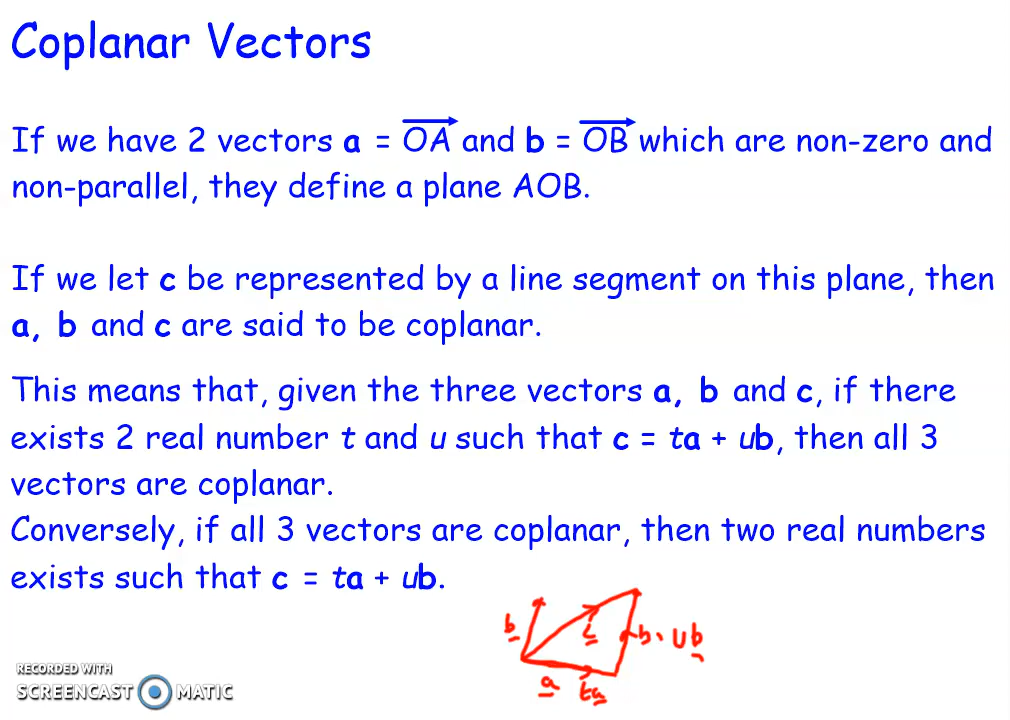 Coplanar Vectors
If we have 2 vectors a = OA and b = OB which are non-zero and
non-parallel, they define a plane AOB.
If we let c be represented by a line segment on this plane, then
a, b and c are said to be coplanar.
This means that, given the three vectors a, b and c, if there
exists 2 real number t and u such that c = ta + ub, then all 3
vectors are coplanar.
Conversely, if all 3 vectors are coplanar, then two real numbers
exists such that c = ta + ub.
b
c
b. ub
a ta
RECORDED WITH
SCREENCAST MATIC